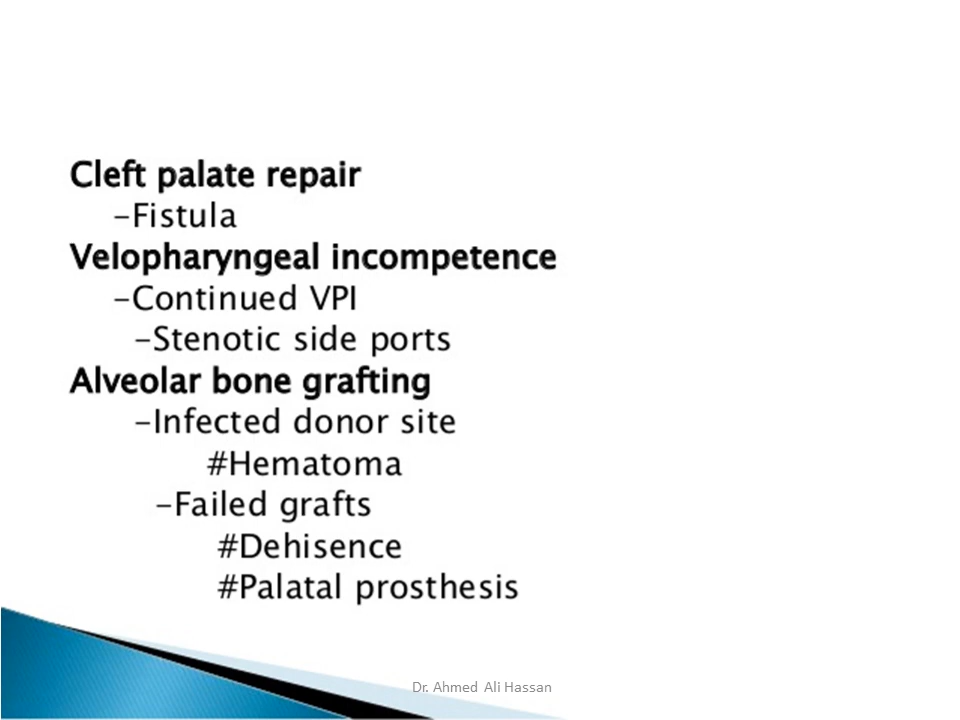 Cleft palate repair
-Fistula
Velopharyngeal incompetence
-Continued VPI
-Stenotic side ports
Alveolar bone grafting
-Infected donor site
#Hematoma
-Failed grafts
#Dehisence
#Palatal prosthesis
Dr. Ahmed Ali Hassan